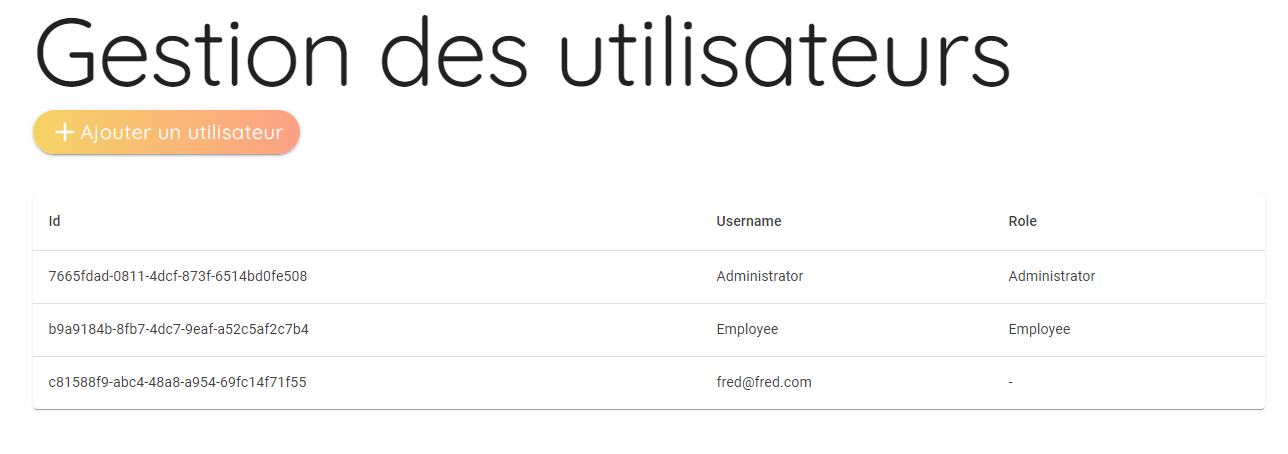 Gestion des utilisateurs
+ Ajouter un utilisateur
Id Username Role
7665fdad-0811-4dcf-873f-6514bd0fe508 Administrator Administrator
b9a9184b-8fb7-4dc7-9eaf-a52c5af2c7b4 Employee Employee
c81588f9-abc4-48a8-a954-69fc14f71f55 fred@fred.com -